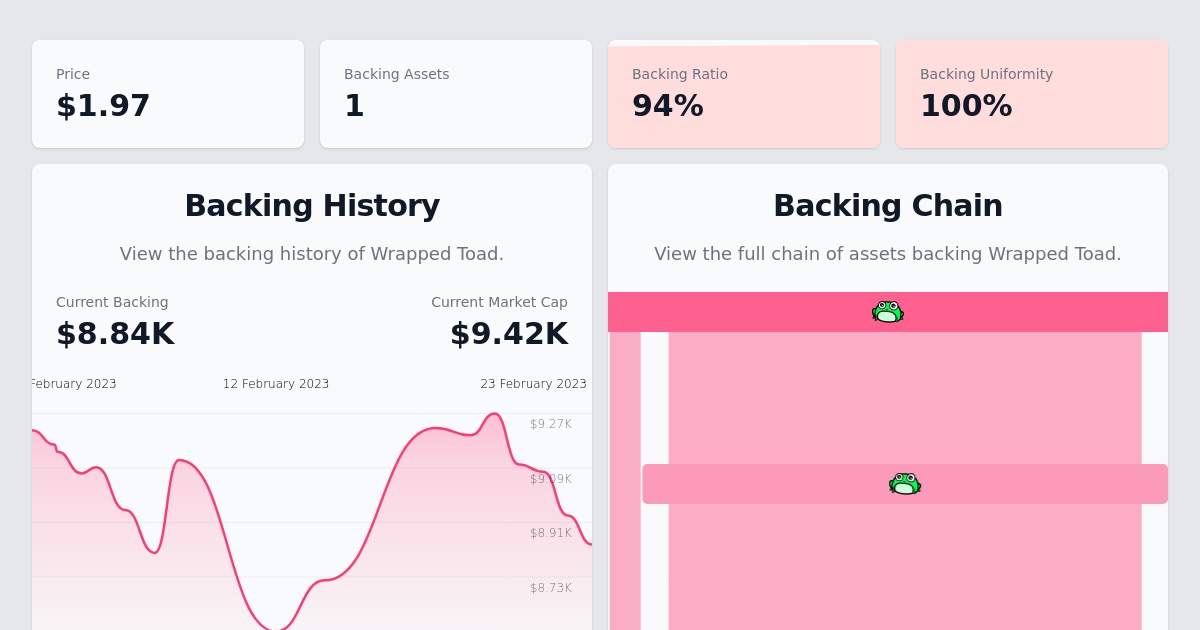 Price
$1.97
Backing Assets
1
Backing Ratio
94%
Backing Uniformity
100%
Backing History
View the backing history of Wrapped Toad.
Current Backing
$8.84K
Current Market Cap
$9.42K
February 2023
12 February 2023
23 February 2023
$9.27K
$9.09K
$8.91K
$8.73K
Backing Chain
View the full chain of assets backing Wrapped Toad.